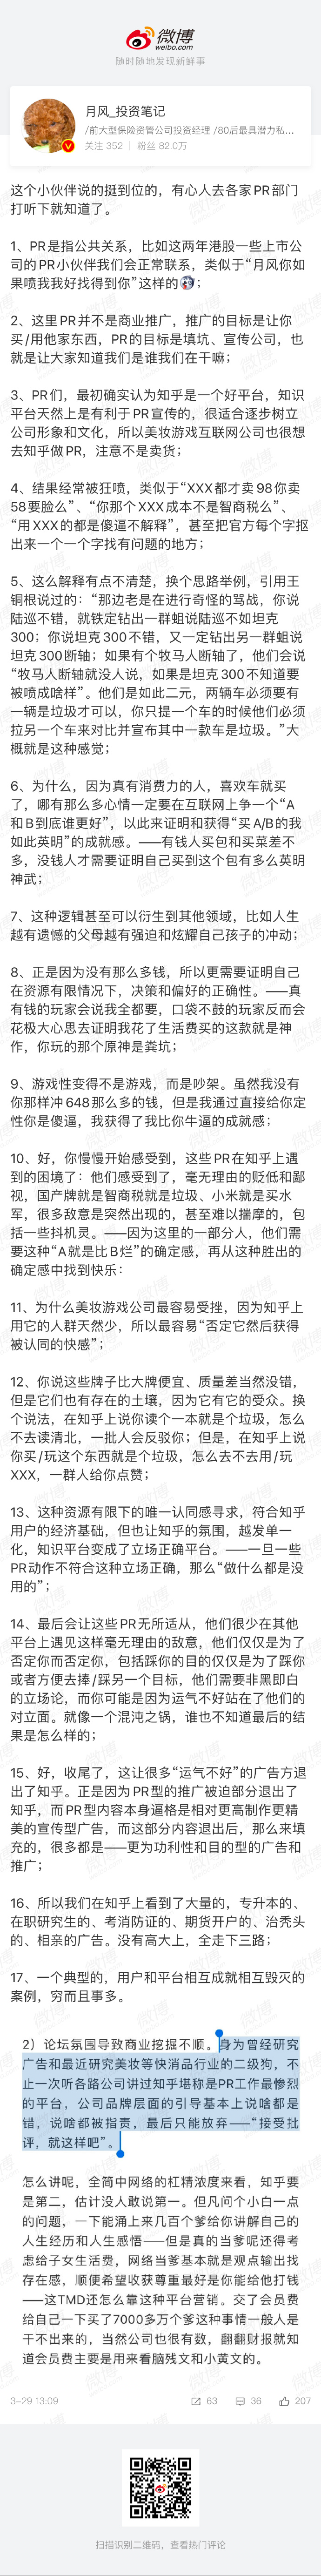 微博
weibo.com
随时随地发现新鲜事
月风_投资笔记
/前大型保险资管公司投资经理 /80后最具潜力私...
关注 352 | 粉丝 82.0万
这个小伙伴说的挺到位的，有心人去各家 PR 部门
打听下就知道了。
1、PR是指公共关系，比如这两年港股一些上市公
司的 PR小伙伴我们会正常联系，类似于“月风你如
果喷我我好找得到你”这样的；
2、这里 PR 并不是商业推广，推广的目标是让你
买 /用他家东西，PR的目标是填坑、宣传公司，也
就是让大家知道我们是谁我们在干嘛；
3、PR们，最初确实认为知乎是一个好平台，知识
平台天然上是有利于 PR宣传的，很适合逐步树立
公司形象和文化，所以美妆游戏互联网公司也很想
去知乎做 PR，注意不是卖货；
4、结果经常被狂喷，类似于“XXX都才卖 98 你卖
58要脸么”、“你那个XXX成本不是智商税么”、
“用 XXX的都是傻逼不解释”，甚至把官方每个字抠
出来一个一个字找有问题的地方；
5、这么解释有点不清楚，换个思路举例，引用王
铜根说过的：“那边老是在进行奇怪的骂战，你说
陆巡不错，就铁定钻出一群蛆说陆巡不如坦克
300；你说坦克 300不错，又一定钻出另一群蛆说
坦克 300断轴；如果有个牧马人断轴了，他们会说
“牧马人断轴就没人说，如果是坦克 300不知道要
被喷成啥样”。他们是如此二元，两辆车必须要有
一辆是垃圾才可以，你只提一个车的时候他们必须
拉另一个车来对比并宣布其中一款车是垃圾。”大
概就是这种感觉；
6、为什么，因为真有消费力的人，喜欢车就买
了，哪有那么多心情一定要在互联网上争一个“A
和 B到底谁更好”，以此来证明和获得“买 A/B的我
如此英明”的成就感。——有钱人买包和买菜差不
多，没钱人才需要证明自己买到这个包有多么英明
神武；
7、这种逻辑甚至可以衍生到其他领域，比如人生
越有遗憾的父母越有强迫和炫耀自己孩子的冲动；
8、正是因为没有那么多钱，所以更需要证明自己
在资源有限情况下，决策和偏好的正确性。——真
有钱的玩家会说我全都要，口袋不鼓的玩家反而会
花极大心思去证明我花了生活费买的这款就是神
作，你玩的那个原神是粪坑；
9、游戏性变得不是游戏，而是吵架。虽然我没有
你那样冲 648那么多的钱，但是我通过直接给你定
性你是傻逼，我获得了我比你牛逼的成就感；
10、好，你慢慢开始感受到，这些 PR在知乎上遇
到的困境了：他们感受到了，毫无理由的贬低和鄙
视，国产牌就是智商税就是垃圾、小米就是买水
军，很多敌意是突然出现的，甚至难以揣摩的，包
括一些抖机灵。——因为这里的一部分人，他们需
要这种“A就是比 B烂”的确定感，再从这种胜出的
确定感中找到快乐：
11、为什么美妆游戏公司最容易受挫，因为知乎上
用它的人群天然少，所以最容易“否定它然后获得
被认同的快感”；
12、你说这些牌子比大牌便宜、质量差当然没错，
但是它们也有存在的土壤，因为它有它的受众。换
个说法，在知乎上说你读个一本就是个垃圾，怎么
不去读清北，一批人会反驳你；但是，在知乎上说
你买 /玩这个东西就是个垃圾，怎么去不去用 /玩
XXX，一群人给你点赞；
13、这种资源有限下的唯一认同感寻求，符合知乎
用户的经济基础，但也让知乎的氛围，越发单一
化，知识平台变成了立场正确平台。——一旦一些
PR动作不符合这种立场正确，那么“做什么都是没
用的”；
14、最后会让这些 PR无所适从，他们很少在其他
平台上遇见这样毫无理由的敌意，他们仅仅是为了
否定你而否定你，包括踩你的目的仅仅是为了踩你
或者方便去捧 /踩另一个目标，他们需要非黑即白
的立场论，而你可能是因为运气不好站在了他们的
对立面。就像一个混沌之锅，谁也不知道最后的结
果是怎么样的；
15、好，收尾了，这让很多“运气不好”的广告方退
出了知乎。正是因为 PR型的推广被迫部分退出了
知乎，而 PR型内容本身逼格是相对更高制作更精
美的宣传型广告，而这部分内容退出后，那么来填
充的，很多都是——更为功利性和目的型的广告和
推广；
16、所以我们在知乎上看到了大量的，专升本的、
在职研究生的、考消防证的、期货开户的、治秃头
的、相亲的广告。没有高大上，全走下三路；
17、一个典型的，用户和平台相互成就相互毁灭的
案例，穷而且事多。
2）论坛氛围导致商业挖掘不顺。身为曾经研究
广告和最近研究美妆等快消品行业的二级狗，不
止一次听各路公司讲过知乎堪称是PR工作最惨烈
的平台，公司品牌层面的引导基本上说啥都是
错，说啥都被指责，最后只能放弃——“接受批
评，就这样吧”。
怎么讲呢，全简中网络的杠精浓度来看，知乎要
是第二，估计没人敢说第一。但凡问个小白一点
的问题，一下能涌上来几百个爹给你讲解自己的
人生经历和人生感悟——但是真的当爹呢还得考
虑给子女生活费，网络当爹基本就是观点输出找
存在感，顺便希望收获尊重最好是你能给他打钱
——这TMD还怎么靠这种平台营销。交了会员费
给自己一下买了7000多万个爹这种事情一般人是
干不出来的，当然公司也很有数，翻翻财报就知
道会员费主要是用来看脑残文和小黄文的。
3-29 13:09
63
36
207
扫描识别二维码，查看热门评论